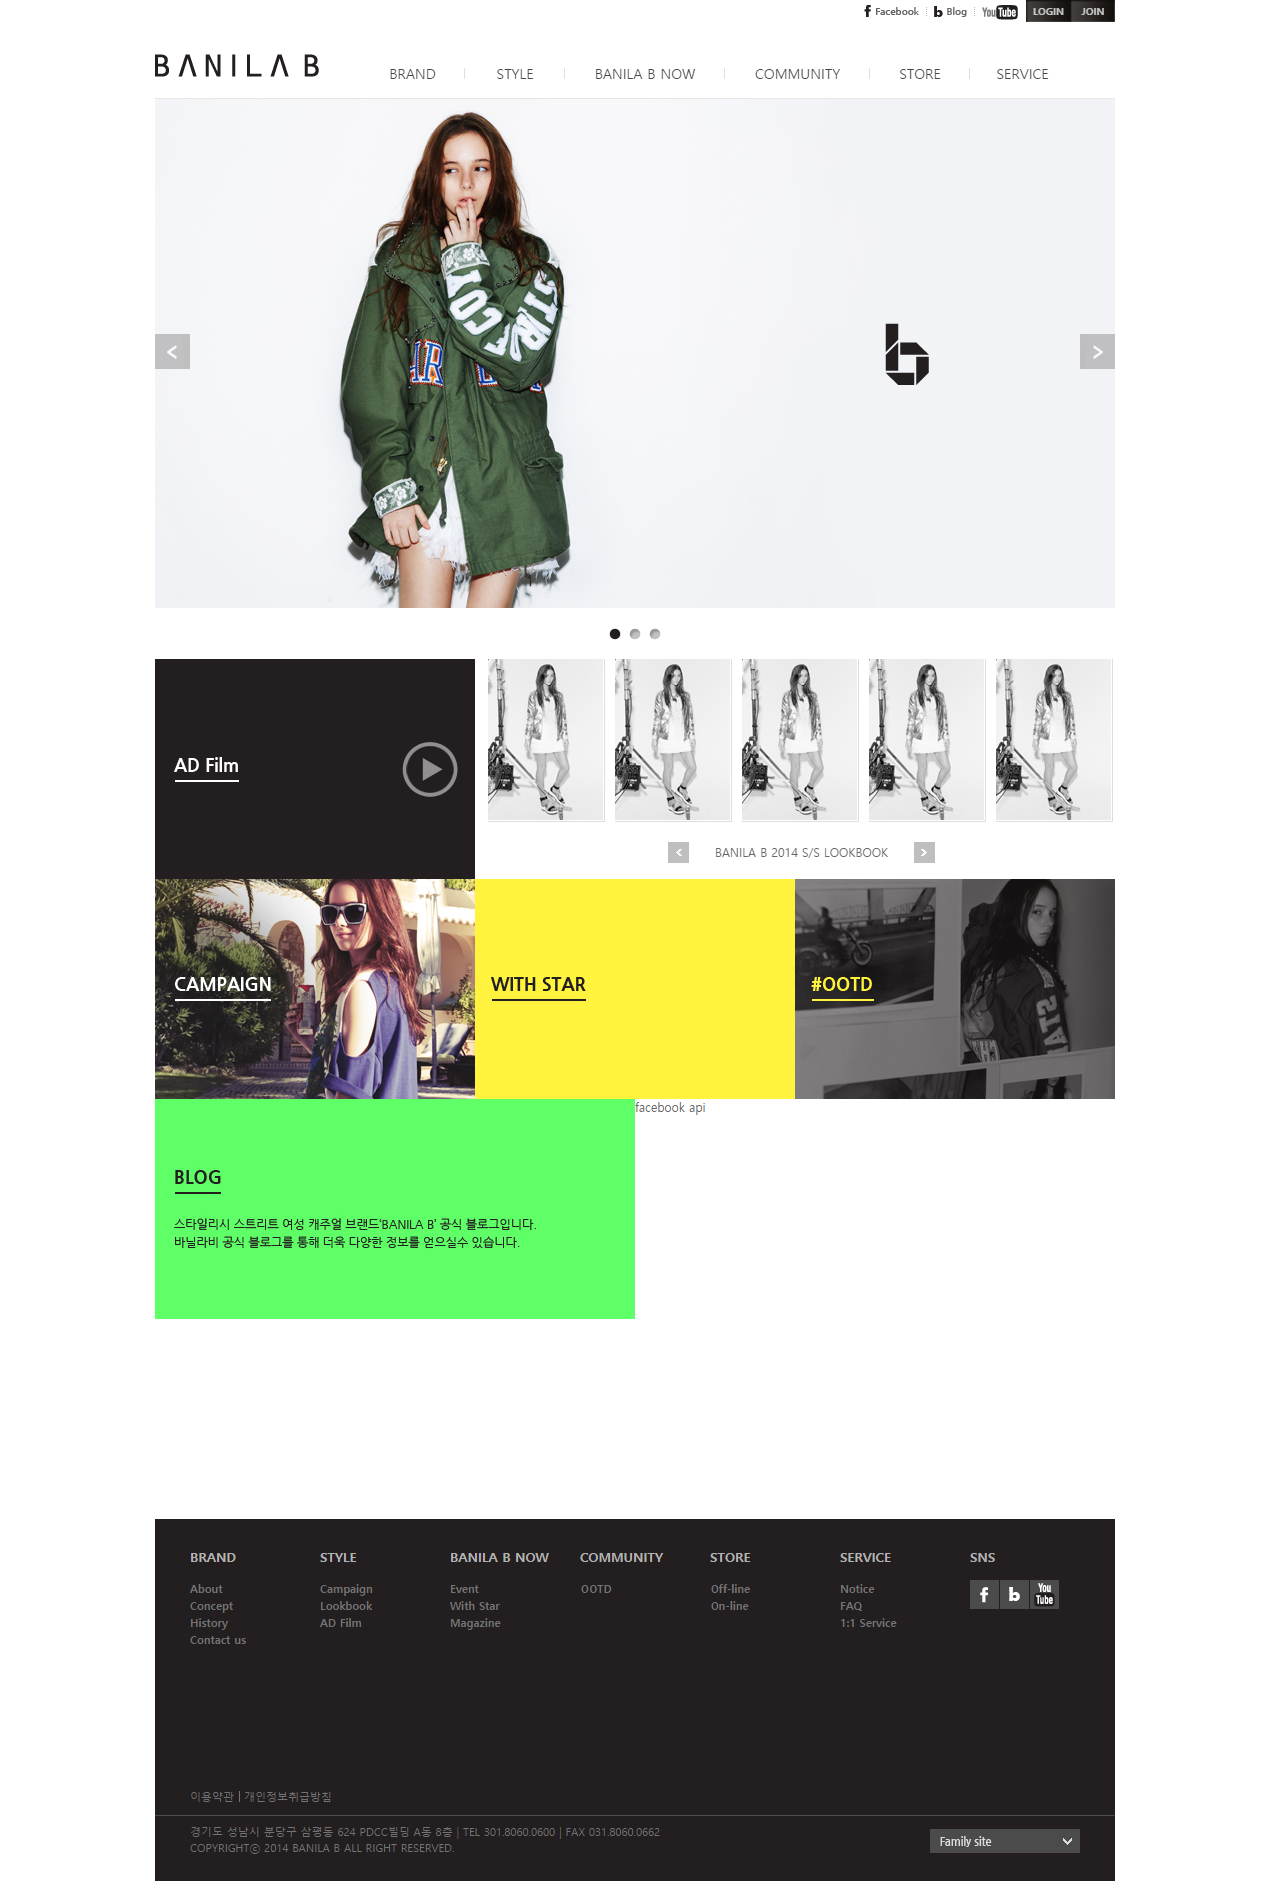 Facebook
Blog
YouTube
LOGIN
JOIN
BANILA B
BRAND
STYLE
BANILA B NOW
COMMUNITY
STORE
SERVICE
b
AD Film
BANILA B 2014 S/S LOOKBOOK
CAMPAIGN
WITH STAR
#OOTD
facebook api
BLOG
스타일리시 스트리트 여성 캐주얼 브랜드'BANILA B' 공식 블로그입니다.
바닐라비 공식 블로그를 통해 더욱 다양한 정보를 얻으실수 있습니다.
BRAND
About
Concept
History
Contact us
STYLE
Campaign
Lookbook
AD Film
BANILA B NOW
Event
With Star
Magazine
COMMUNITY
OOTD
STORE
Off-line
On-line
SERVICE
Notice
FAQ
1:1 Service
SNS
You
Tube
이용약관 | 개인정보취급방침
경기도 성남시 분당구 삼평동 624 PDCC빌딩 A동 8층 | TEL 301.8060.0600 | FAX 031.8060.0662
COPYRIGHTⓒ 2014 BANILA B ALL RIGHT RESERVED.
Family site